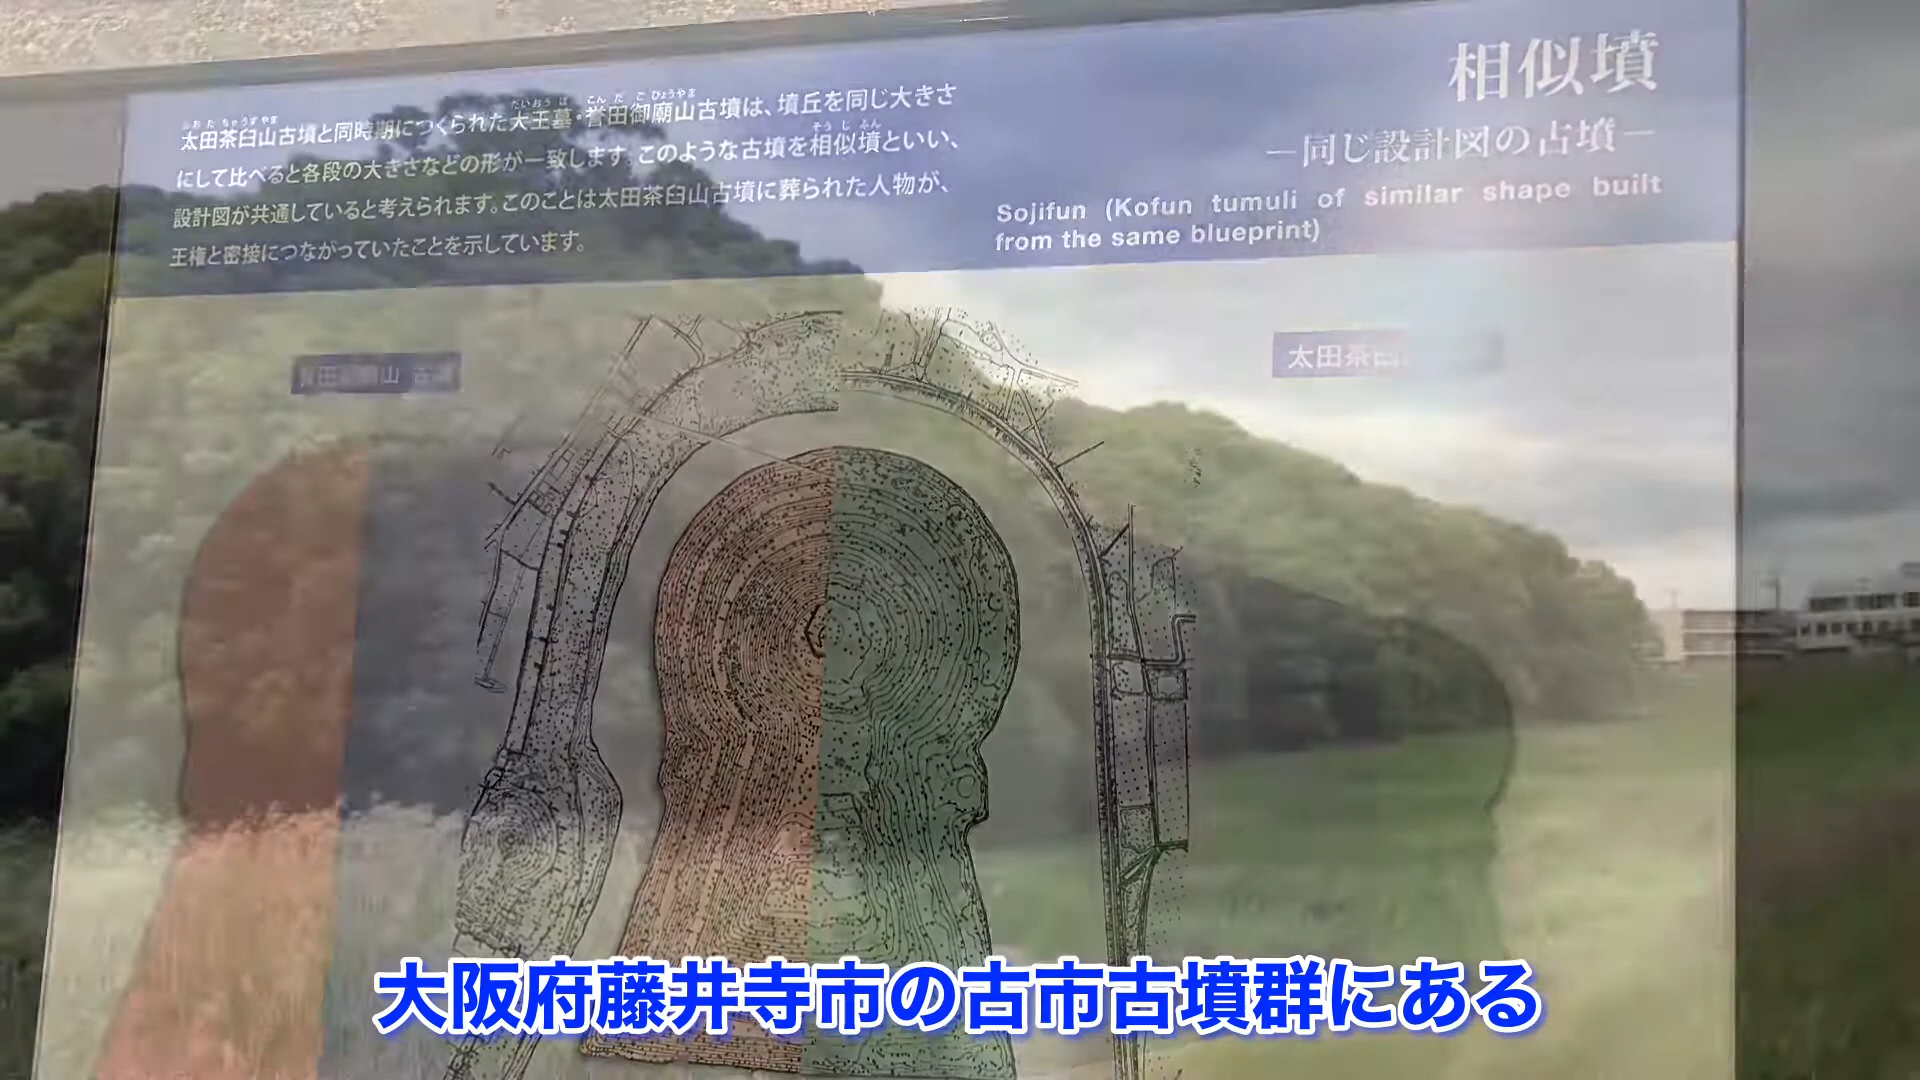 相似墳
―同じ設計図の古墳―
Sojifun (Kofun tumuli of similar shape built
from the same blueprint)
太田茶臼山古墳と同時期につくられた大王墓・誉田御廟山古墳は、墳丘を同じ大きさ
にして比べると各段の大きさなどの形が一致します。このような古墳を相似墳といい、
設計図が共通していると考えられます。このことは太田茶臼山古墳に葬られた人物が、
王権と密接につながっていたことを示しています。
太田茶臼
大阪府藤井寺市の古市古墳群にある